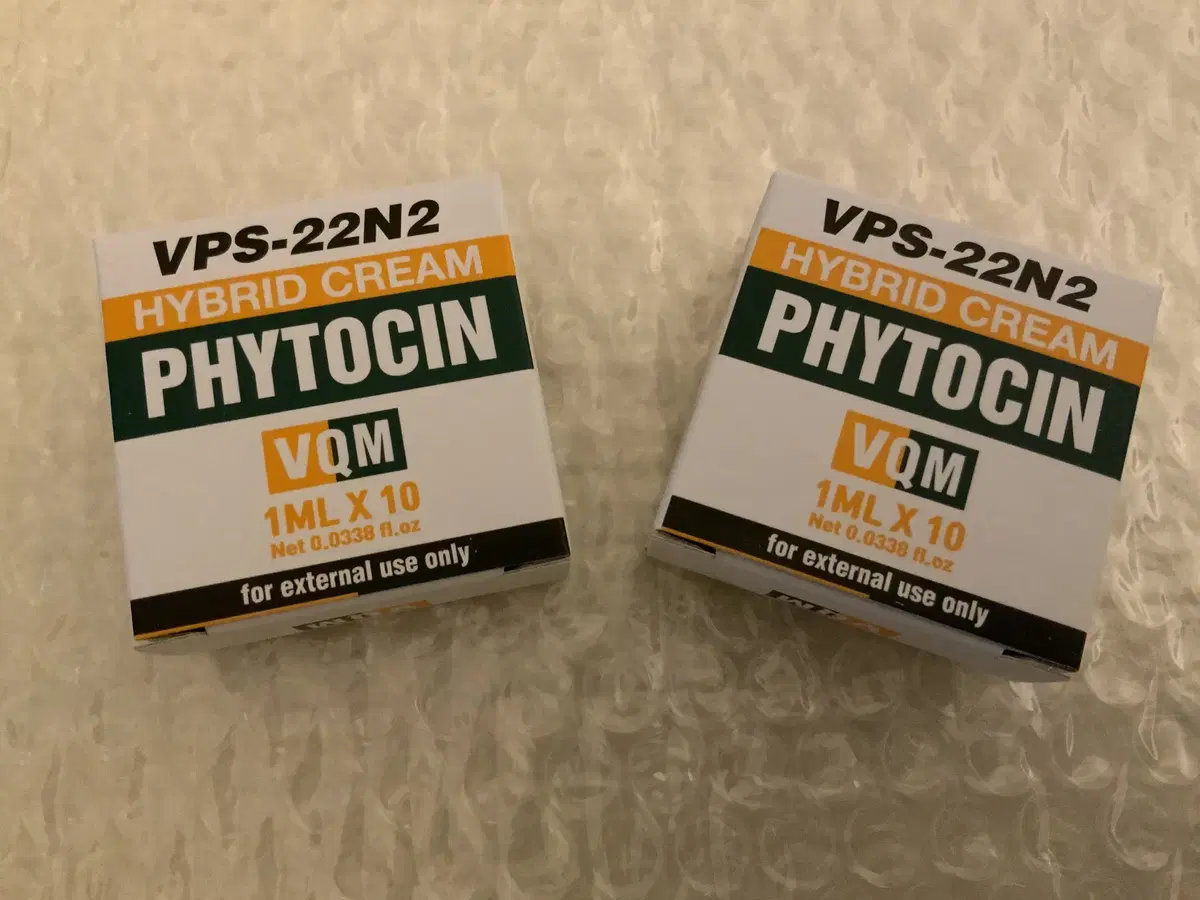 VPS-22N2
HYBRID CREAM
PHYTOCIN
VQM
1ML X 10
Net 0.0338 fl.oz
for external use only
VPS-22N2
HYBRID CREAM
PHYTOCIN
VQM
1ML X 10
Net 0.0338 fl.oz
for external use only